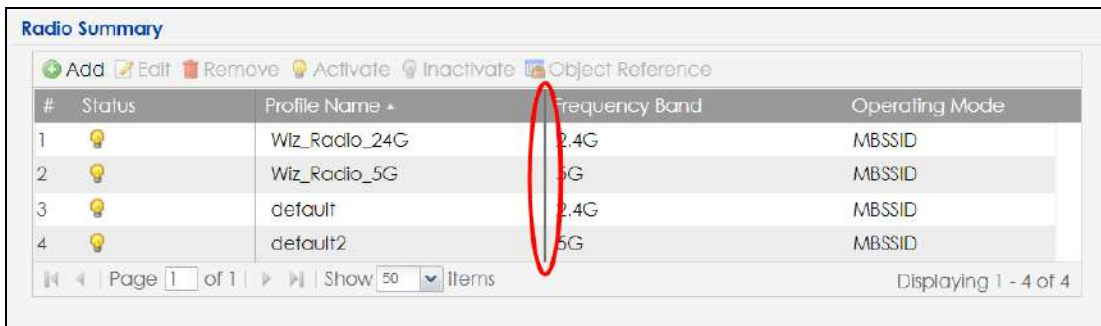 Radio Summary
Add Edit Remove Activate Inactivate Object Reference
# Status Profile Name Frequency Band Operating Mode
1 Wiz_Radio_24G 2.4G MBSSID
2 Wiz_Radio_5G 5G MBSSID
3 default 2.4G MBSSID
4 default2 5G MBSSID
Page 1 of 1 Show 50 items Displaying 1 - 4 of 4